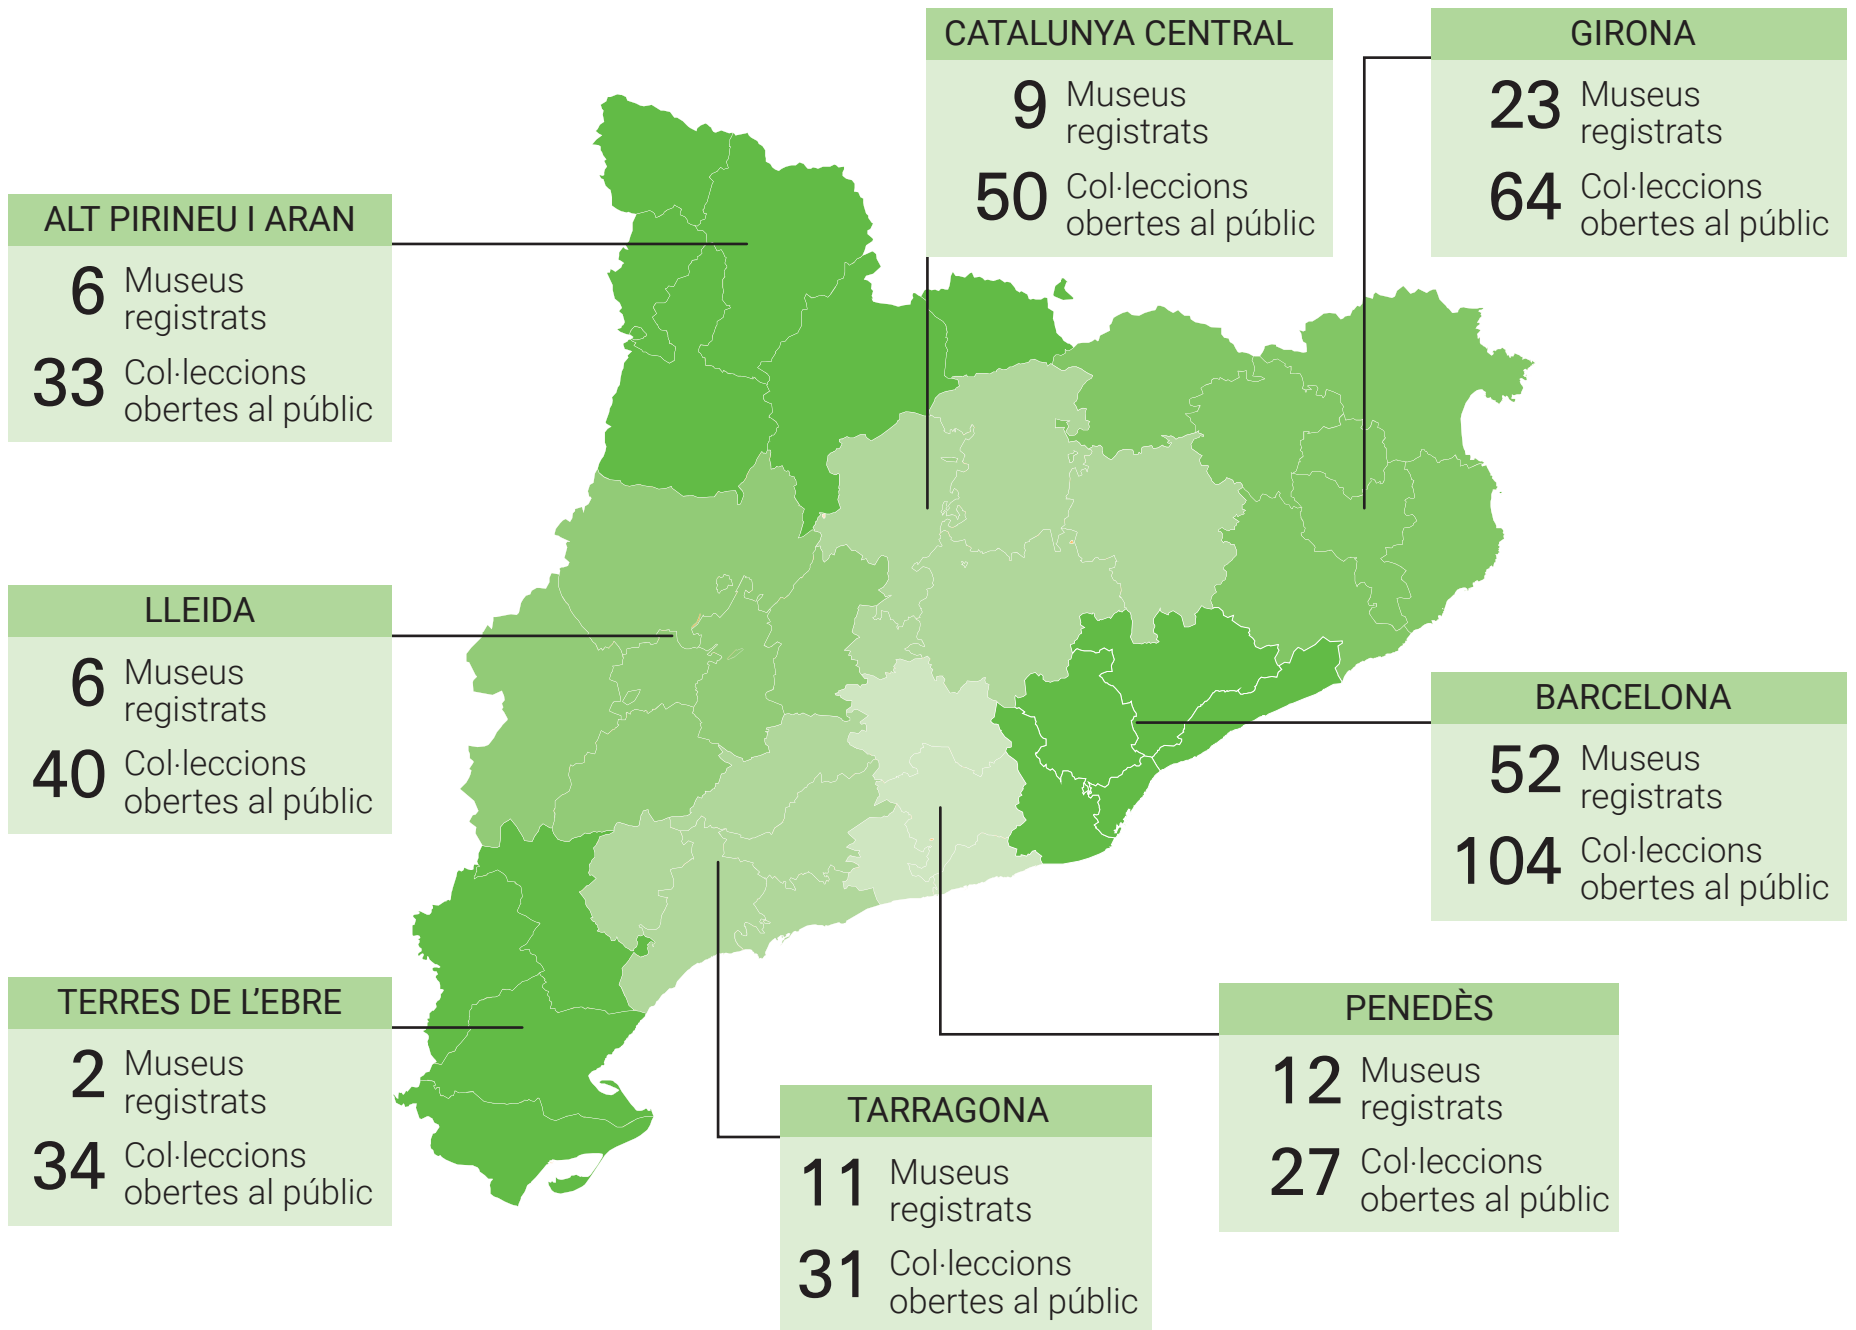 CATALUNYA CENTRAL
9 Museus
registrats
50 Col·leccions
obertes al públic
GIRONA
23 Museus
registrats
64 Col·leccions
obertes al públic
ALT PIRINEU I ARAN
6 Museus
registrats
33 Col·leccions
obertes al públic
LLEIDA
6 Museus
registrats
40 Col·leccions
obertes al públic
BARCELONA
52 Museus
registrats
104 Col·leccions
obertes al públic
TERRES DE L’EBRE
2 Museus
registrats
34 Col·leccions
obertes al públic
PENEDÈS
12 Museus
registrats
27 Col·leccions
obertes al públic
TARRAGONA
11 Museus
registrats
31 Col·leccions
obertes al públic